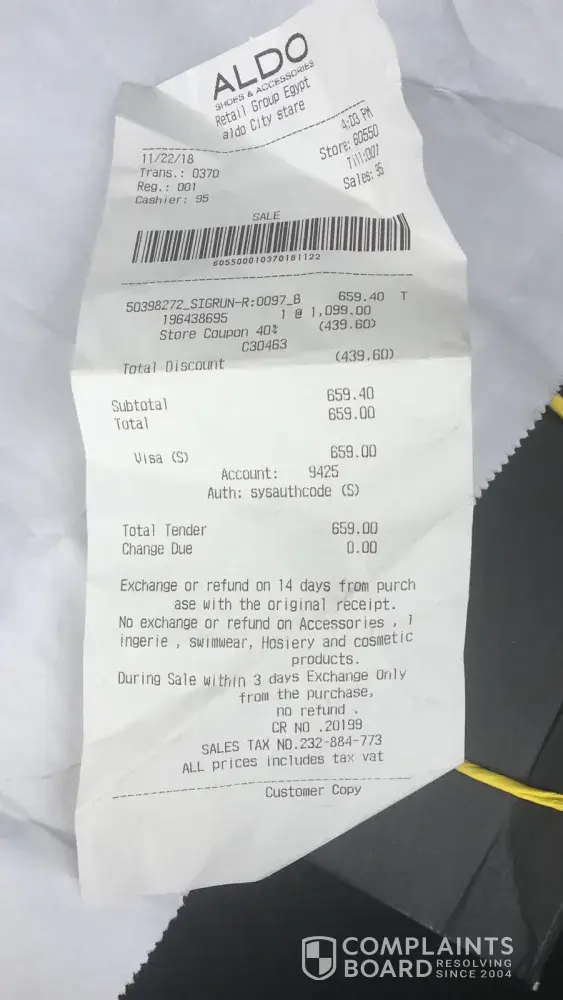 ALDO
SHOES & ACCESSORIES
Retail Group Egypt
aldo City stare
11/22/18 4:03 PM
Trans.: 0370 Store: 60550
Reg.: 001 Till:001
Cashier: 95 Sales: 95
SALE
605500010370181122
50398272_SIGRUN-R:0097_B 659.40 T
196438695 1 @ 1,099.00
Store Coupon 40% (439.60)
C30463
Total Discount (439.60)
Subtotal 659.40
Total 659.00
Visa (S) 659.00
Account: 9425
Auth: sysauthcode (S)
Total Tender 659.00
Change Due 0.00
Exchange or refund on 14 days from purch
ase with the original receipt.
No exchange or refund on Accessories , l
ingerie , swimwear, Hosiery and cosmetic
products.
During Sale within 3 days Exchange Only
from the purchase,
no refund .
CR NO .20199
SALES TAX NO.232-884-773
ALL prices includes tax vat
Customer Copy
COMPLAINTS
BOARD RESOLVING
SINCE 2004